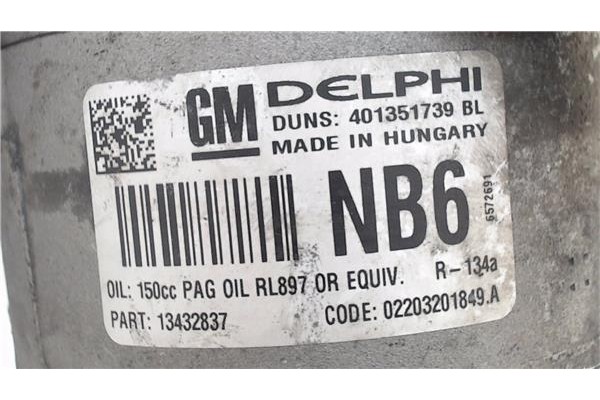 GM DELPHI
DUNS: 401351739 BL
MADE IN HUNGARY
NB6
6572691
OIL: 150cc PAG OIL RL897 OR EQUIV. R-134a
PART: 13432837 CODE: 02203201849.A